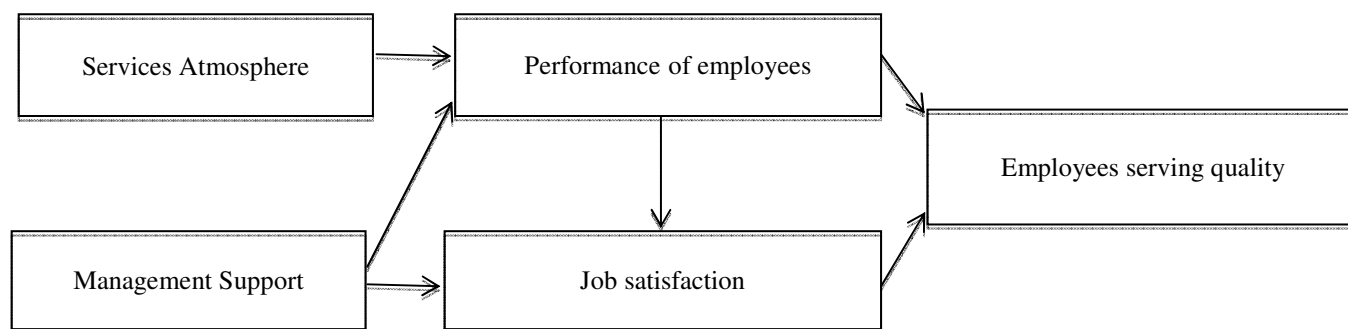 Services Atmosphere
Performance of employees
Employees serving quality
Management Support
Job satisfaction